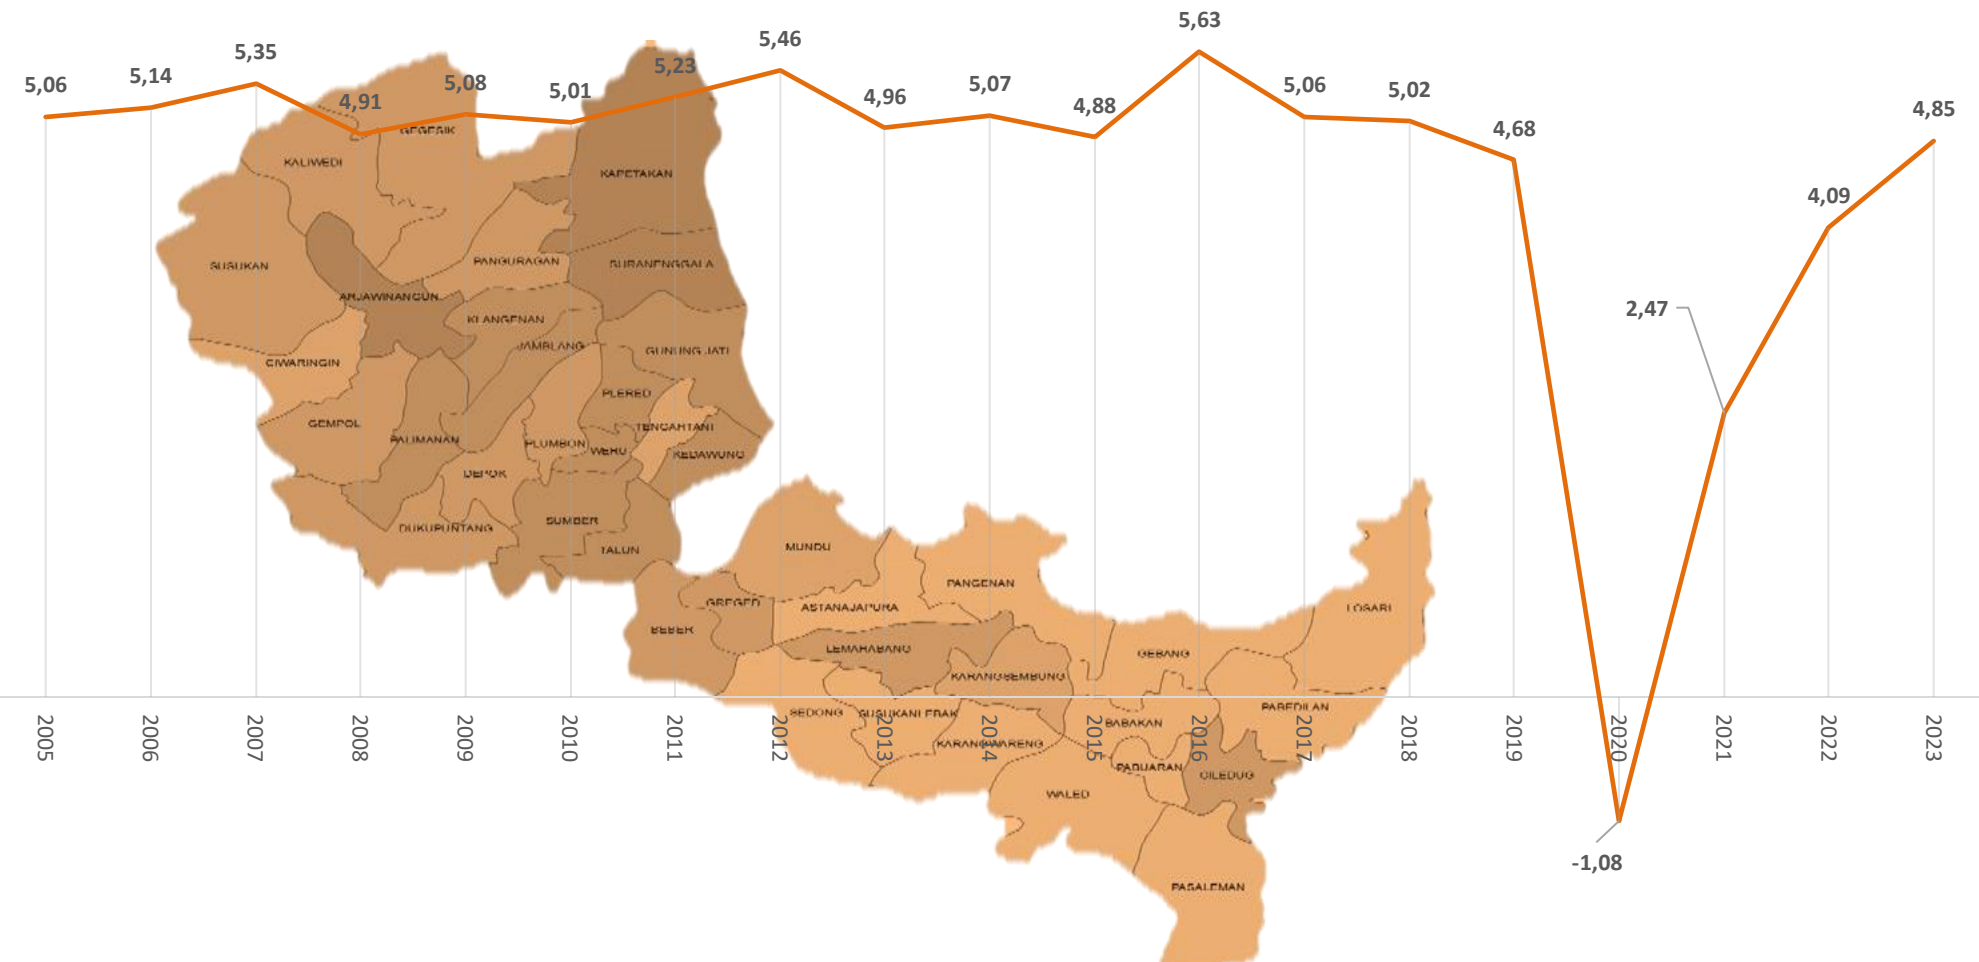 5,06
5,14
5,35
4,91
5,08
5,01
5,23
5,46
4,96
5,07
4,88
5,63
5,06
5,02
4,68
-1,08
2,47
4,09
4,85
GEGESIK
KALIWEDI
KAPETAKAN
SUSUKAN
PANGURAGAN
SURANENGGALA
ARJAWINANGUN
KLANGENAN
JAMBLANG
GUNUNG JATI
CIWARINGIN
PLERED
GEMPOL
TENGAHTANI
PALIMANAN
PLUMBON
WERU
KEDAWUNG
DEPOK
DUKUPUNTANG
SUMBER
TALUN
MUNDU
PANGENAN
GREGED
ASTANAJAPURA
LOSARI
BEBER
LEMAHABANG
GEBANG
KARANGSEMBUNG
SEDONG
SUSUKANLEBAK
BABAKAN
PABEDILAN
KARANGWARENG
PABUARAN
CILEDUG
WALED
PASALEMAN
2005
2006
2007
2008
2009
2010
2011
2012
2013
2014
2015
2016
2017
2018
2019
2020
2021
2022
2023